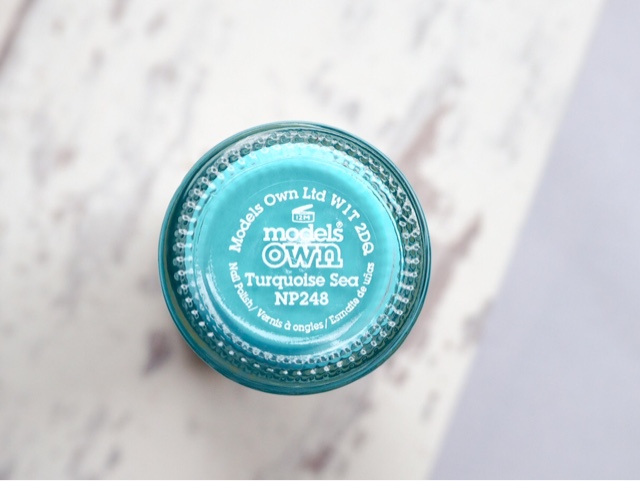 Models Own Ltd W1T 2DQ
12M
models®
own
Turquoise Sea
NP248
Nail Polish / Vernis à ongles / Esmalte de uñas